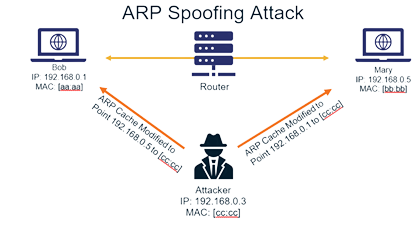 ARP Spoofing Attack
Bob
IP: 192.168.0.1
MAC: [aa:aa]
Router
Mary
IP: 192.168.0.5
MAC: [bb:bb]
ARP Cache Modified to
Point 192.168.0.5 to [cc:cc]
ARP Cache Modified to
Point 192.168.0.1 to [cc:cc]
Attacker
IP: 192.168.0.3
MAC: [cc:cc]